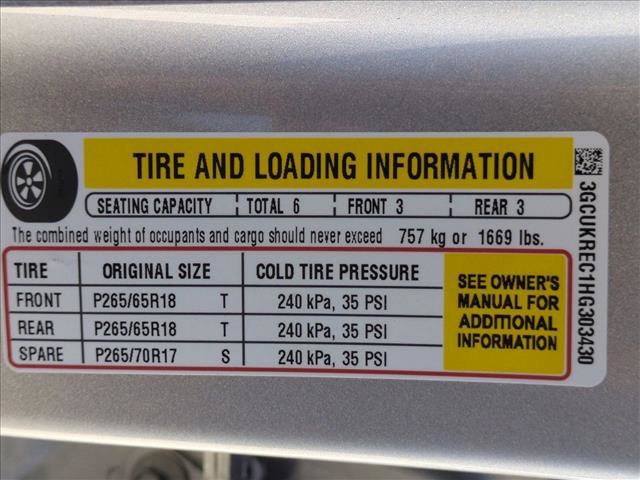 TIRE AND LOADING INFORMATION
SEATING CAPACITY TOTAL 6 FRONT 3 REAR 3
The combined weight of occupants and cargo should never exceed 757 kg or 1669 lbs.
TIRE ORIGINAL SIZE COLD TIRE PRESSURE
FRONT P265/65R18 T 240 kPa, 35 PSI
REAR P265/65R18 T 240 kPa, 35 PSI
SPARE P265/70R17 S 240 kPa, 35 PSI
SEE OWNER'S
MANUAL FOR
ADDITIONAL
INFORMATION
3GCUKREC1HG303430